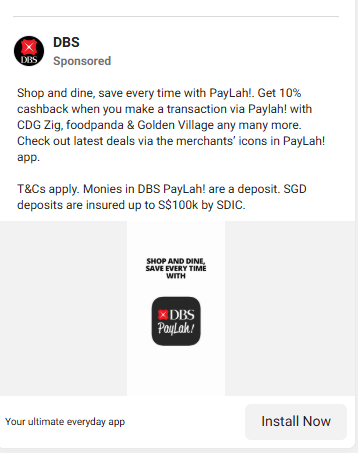 DBS
Sponsored
DBS
Shop and dine, save every time with PayLah!. Get 10%
cashback when you make a transaction via Paylah! with
CDG Zig, foodpanda & Golden Village any many more.
Check out latest deals via the merchants’ icons in PayLah!
app.
T&Cs apply. Monies in DBS PayLah! are a deposit. SGD
deposits are insured up to S$100k by SDIC.
SHOP AND DINE,
SAVE EVERY TIME
WITH
DBS
PayLah!
Your ultimate everyday app
Install Now